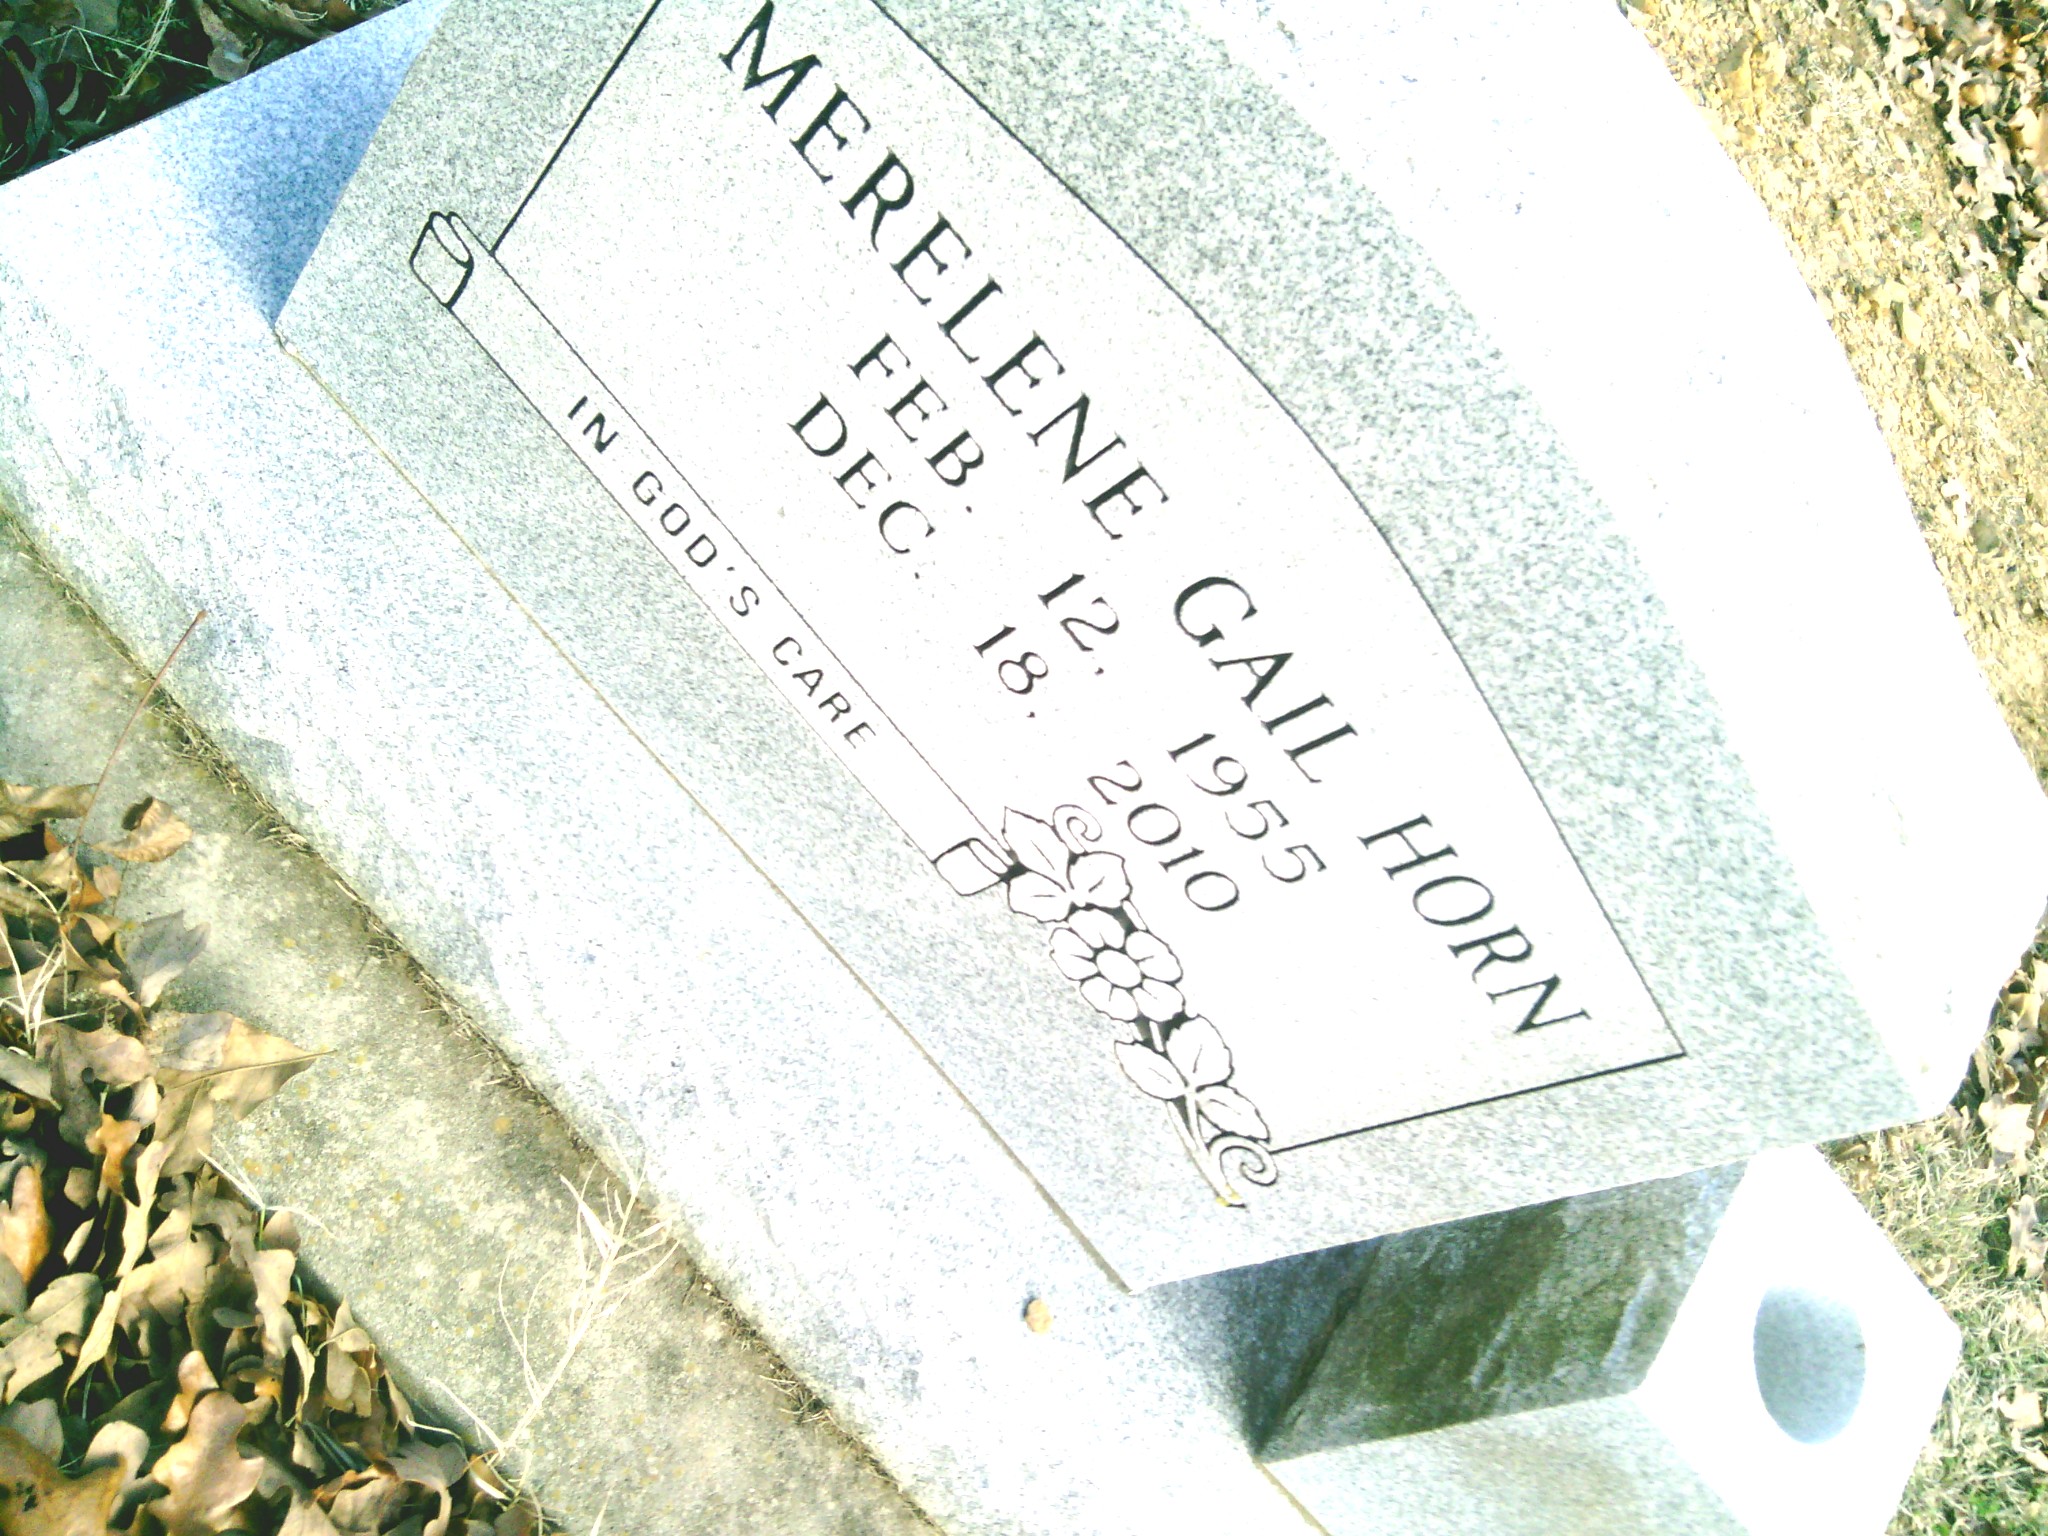 MERELENE GAIL HORN
FEB. 12, 1955
DEC. 18, 2010
IN GOD'S CARE